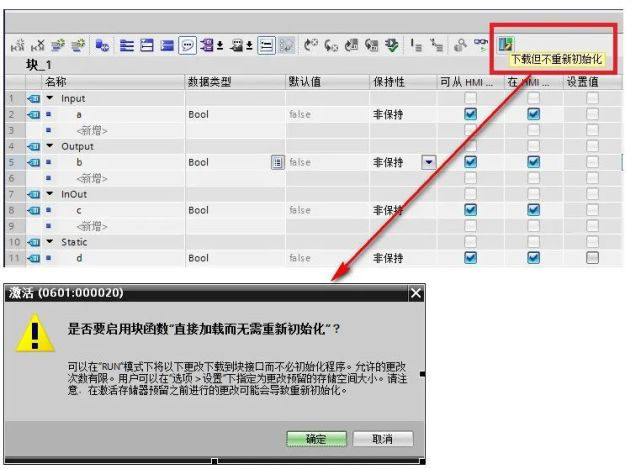 下载但不重新初始化
块_1
名称 数据类型 默认值 保持性 可从 HMI ... 在 HMI ... 设置值
1 Input
2 a Bool false 非保持
3 <新增>
4 Output
5 b Bool false 非保持
6 <新增>
7 InOut
8 c Bool false 非保持
9 <新增>
10 Static
11 d Bool false 非保持
激活 (0601:000020)
是否要启用块函数“直接加载而无需重新初始化”？
可以在“RUN”模式下将以下更改下载到块接口而不必初始化程序。允许的更改
次数有限。用户可以在“选项 > 设置”下指定为更改预留的存储空间大小。请注
意，在激活存储器预留之前进行的更改可能会导致重新初始化。
确定 取消